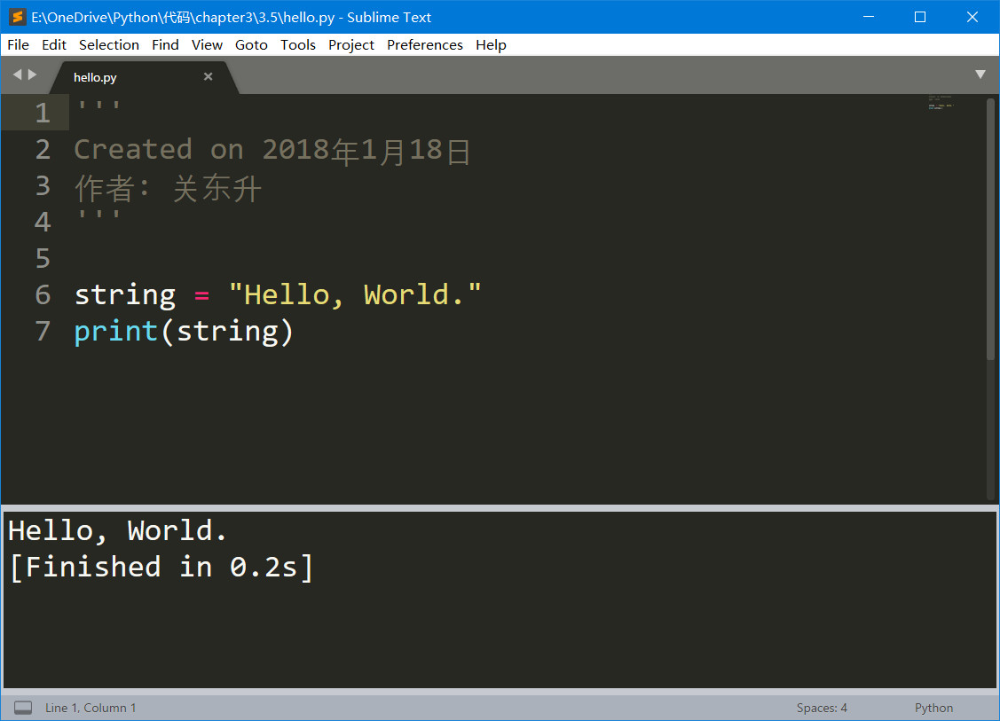 E:\OneDrive\Python\代码\chapter3\3.5\hello.py - Sublime Text
File Edit Selection Find View Goto Tools Project Preferences Help
hello.py
1 '''
2 Created on 2018年1月18日
3 作者：关东升
4 '''
5
6 string = "Hello, World."
7 print(string)
Hello, World.
[Finished in 0.2s]
Line 1, Column 1 Spaces: 4 Python